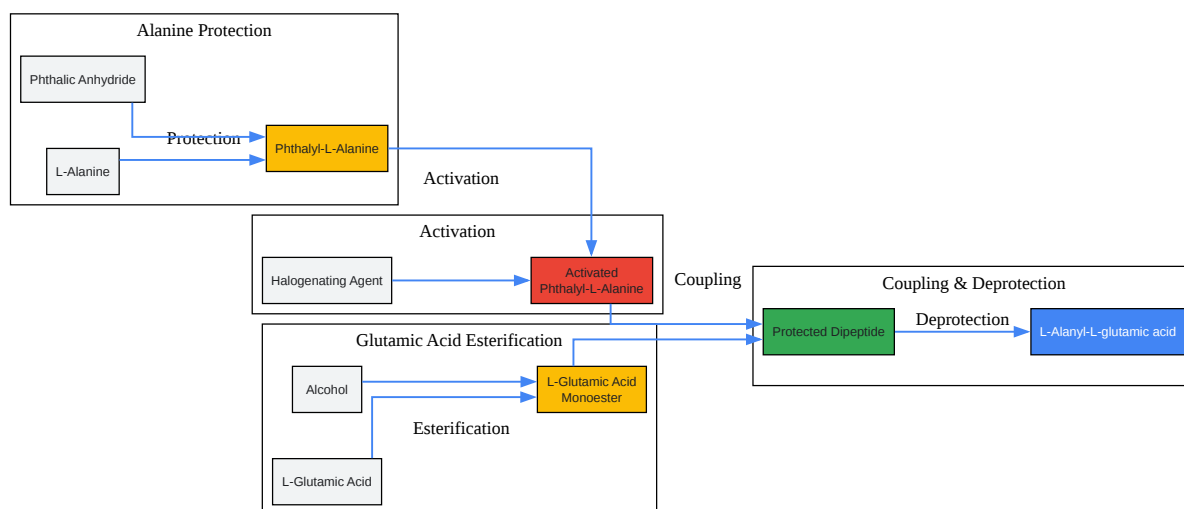 Alanine Protection
Phthalic Anhydride
Protection
Phthalyl-L-Alanine
L-Alanine
Activation
Activation
Halogenating Agent
Activated
Phthalyl-L-Alanine
Coupling
Coupling & Deprotection
Protected Dipeptide
Deprotection
L-Alanyl-L-glutamic acid
Glutamic Acid Esterification
Alcohol
L-Glutamic Acid
Monoester
Esterification
L-Glutamic Acid